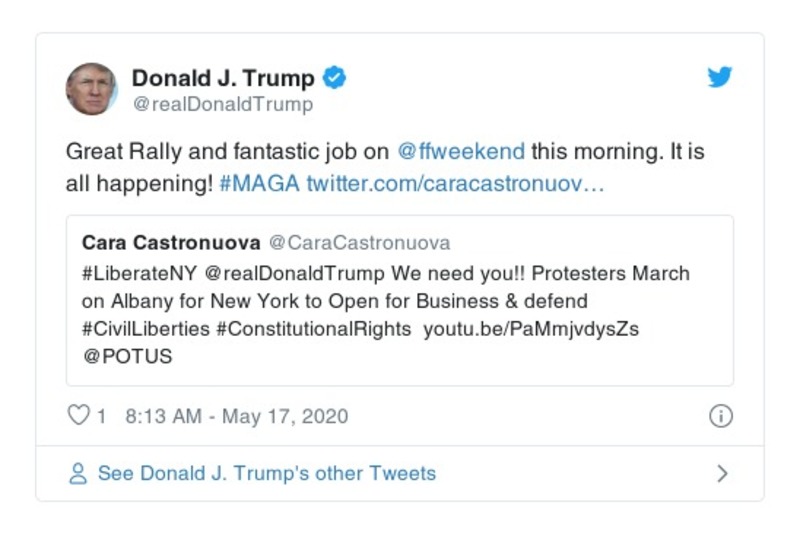 Donald J. Trump
@realDonaldTrump
Great Rally and fantastic job on @ffweekend this morning. It is
all happening! #MAGA twitter.com/caracastronuov…
Cara Castronuova @CaraCastronuova
#LiberateNY @realDonaldTrump We need you!! Protesters March
on Albany for New York to Open for Business & defend
#CivilLiberties #ConstitutionalRights youtu.be/PaMmjvdysZs
@POTUS
1 8:13 AM - May 17, 2020
See Donald J. Trump's other Tweets